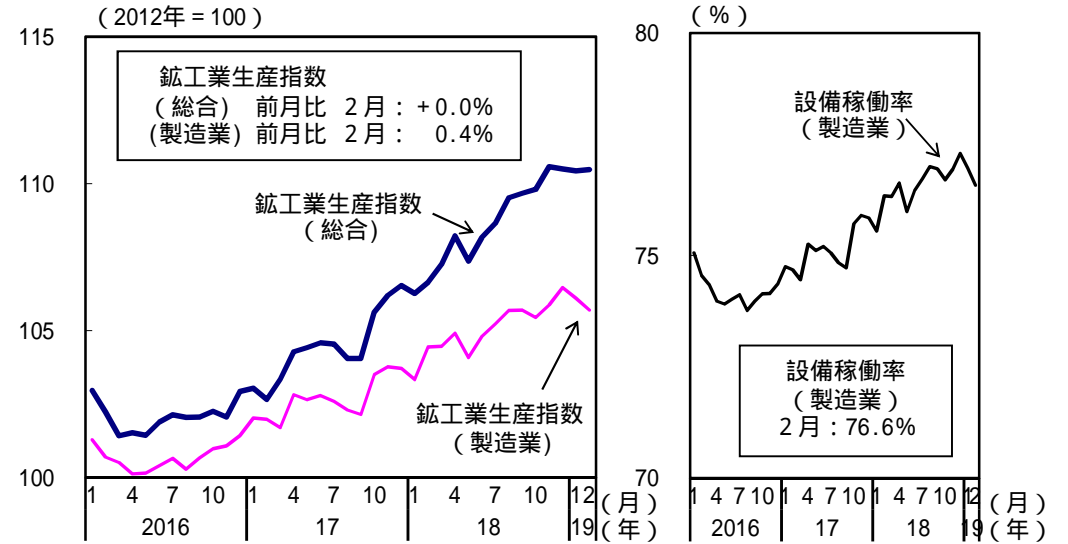 (2012年=100)
115
110
105
100
鉱工業生産指数
(総合) 前月比 2月: +0.0%
(製造業) 前月比 2月: 0.4%
鉱工業生産指数
(総合)
鉱工業生産指数
(製造業)
1 4 7 10 1 4 7 10 1 4 7 10 12 (月)
2016 17 18 19 (年)
(%)
80
75
70
設備稼働率
(製造業)
設備稼働率
(製造業)
2月:76.6%
1 4 7 10 1 4 7 10 1 4 7 10 12 (月)
2016 17 18 19 (年)